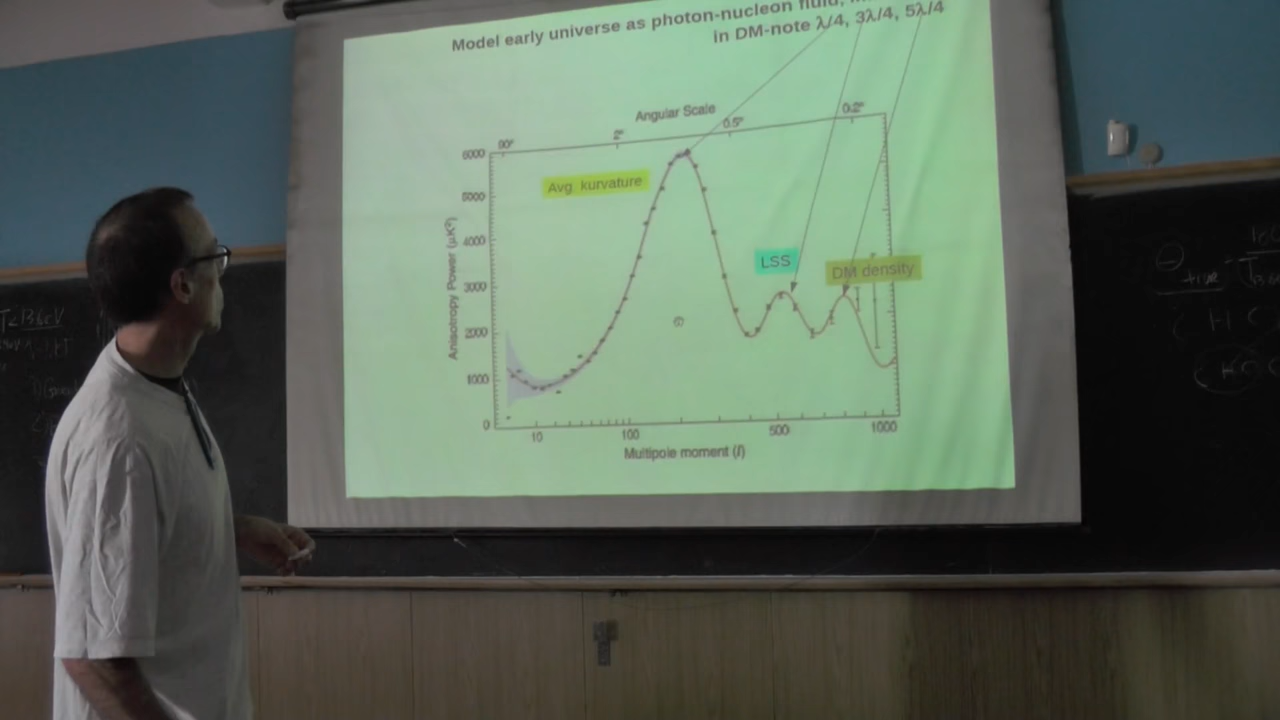 Model early universe as photon-nucleon fluid,
in DM-note λ/4, 3λ/4, 5λ/4
Angular Scale
90° 2° 0.5° 0.2°
6000
Avg. kurvature
5000
4000
LSS
DM density
3000
2000
1000
0
Anisotropy Power (μK²)
10 100 500 1000
Multipole moment (l)